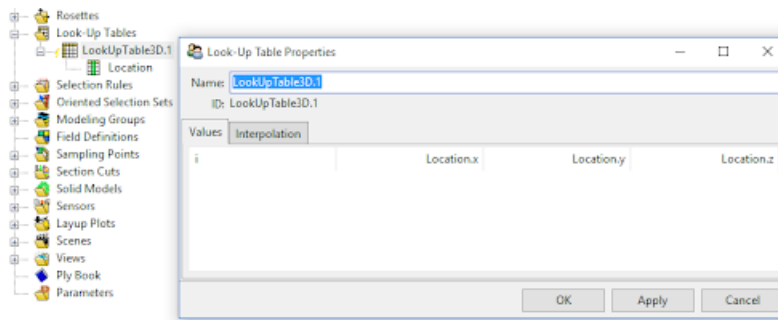 Rosettes
Look-Up Tables
LookUpTable3D.1
Location
Selection Rules
Oriented Selection Sets
Modeling Groups
Field Definitions
Sampling Points
Section Cuts
Solid Models
Sensors
Layup Plots
Scenes
Views
Ply Book
Parameters
Look-Up Table Properties
Name: LookUpTable3D.1
ID: LookUpTable3D.1
Values Interpolation
i Location.x Location.y Location.z
OK Apply Cancel